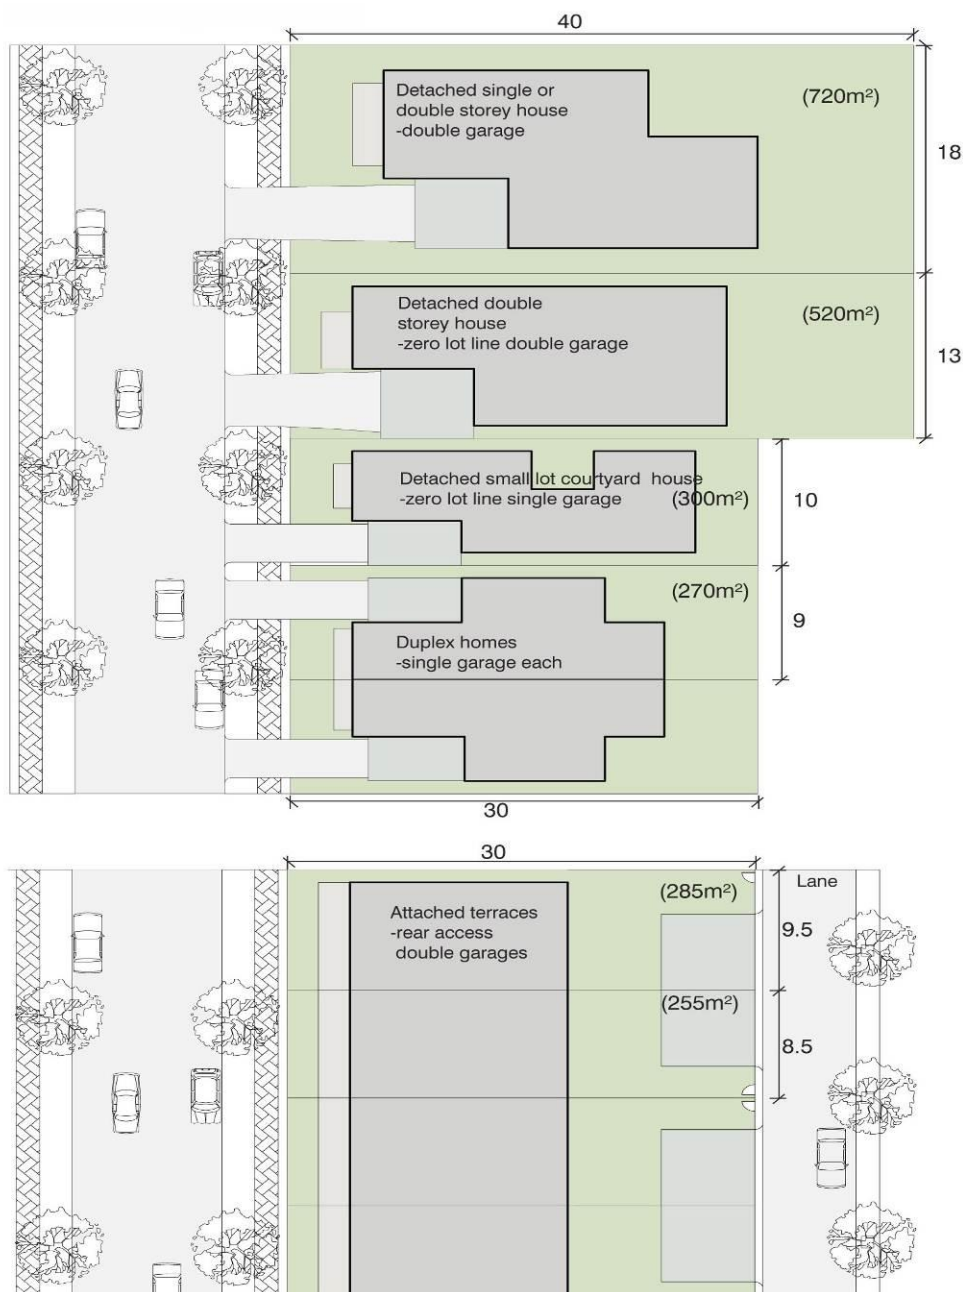 40
Detached single or
double storey house
-double garage
(720m²)
18
Detached double
storey house
-zero lot line double garage
(520m²)
13
Detached small lot courtyard house
-zero lot line single garage
(300m²)
10
(270m²)
9
Duplex homes
-single garage each
30
30
Attached terraces
-rear access
double garages
(285m²)
Lane
9.5
(255m²)
8.5